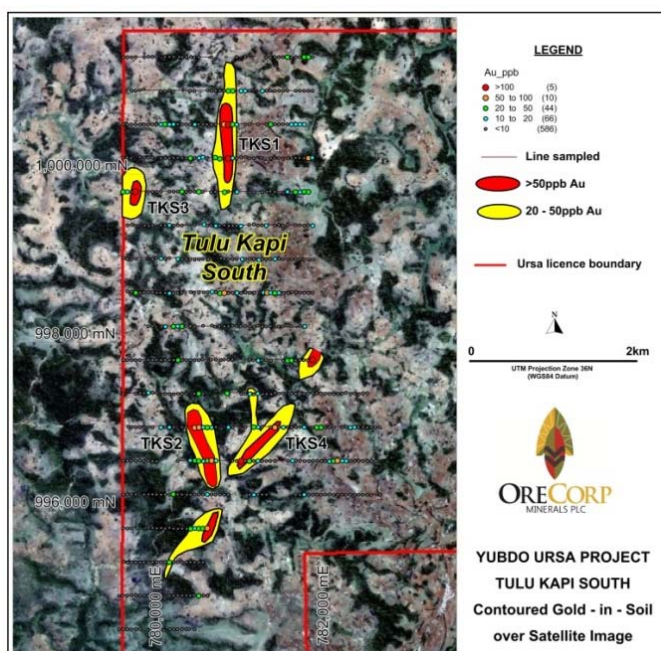 LEGEND
Au_ppb
>100 (5)
50 to 100 (10)
20 to 50 (44)
10 to 20 (66)
<10 (586)
Line sampled
>50ppb Au
20 - 50ppb Au
Ursa licence boundary
N
0 2km
UTM Projection Zone 36N
(WGS84 Datum)
ORECORP
MINERALS PLC
YUBDO URSA PROJECT
TULU KAPI SOUTH
Contoured Gold - in - Soil
over Satellite Image
1,000,000 mN
TKS1
TKS3
Tulu Kapi
South
998,000 mN
TKS2
TKS4
996,000 mN
780,000 mE
782,000 mE